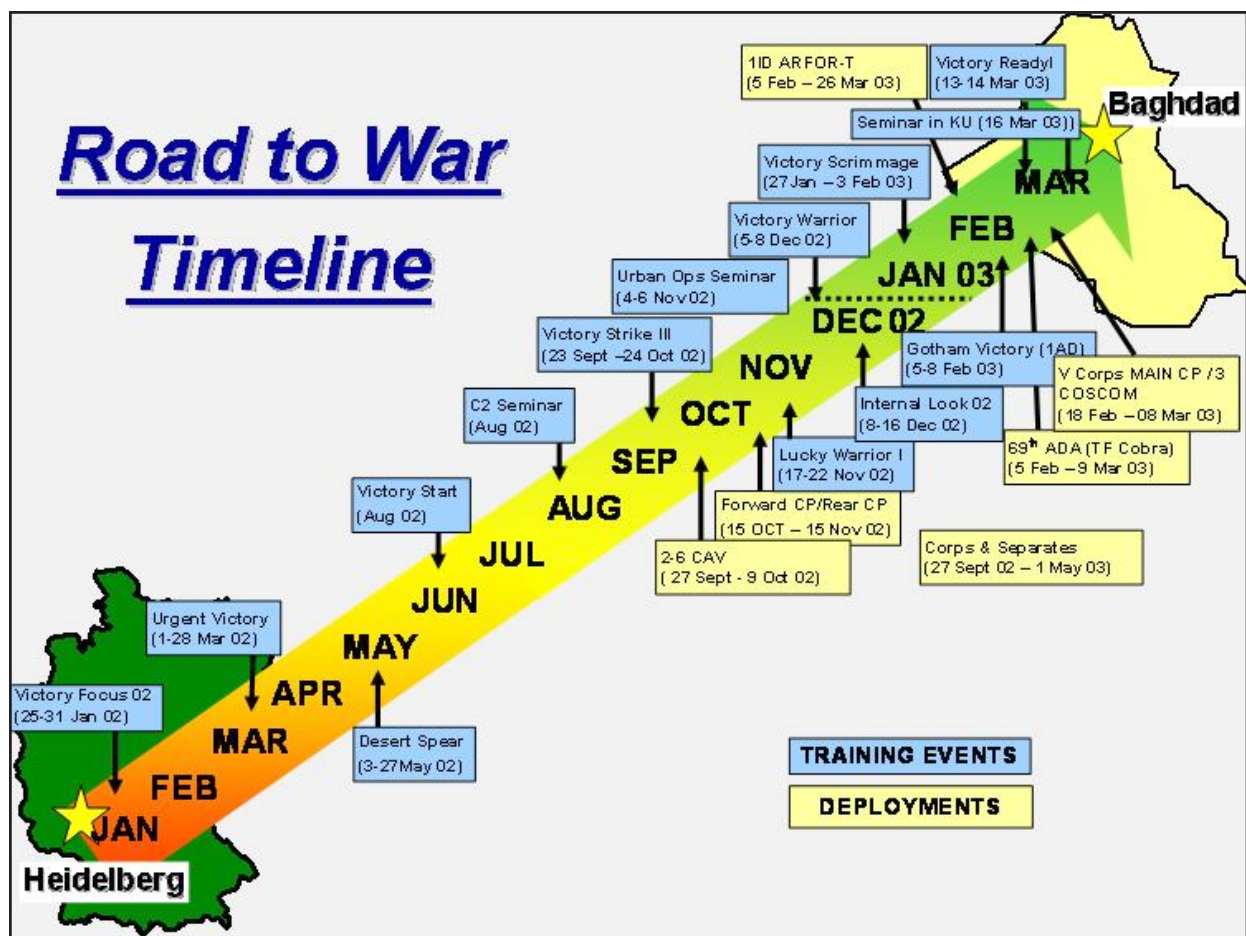 Road to War
Timeline
1ID ARFOR-T
(5 Feb – 26 Mar 03)
Victory ReadyI
(13-14 Mar 03)
Baghdad
Seminar in KU (16 Mar 03))
Victory Scrimmage
(27Jan – 3 Feb 03)
Victory Warrior
(5-8 Dec 02)
Urban Ops Seminar
(4-6 Nov 02)
Victory Strike III
(23 Sept –24 Oct 02)
C2 Seminar
(Aug 02)
Victory Start
(Aug 02)
Urgent Victory
(1-28 Mar 02)
Victory Focus 02
(25-31 Jan 02)
MAR
FEB
JAN 03
DEC 02
NOV
OCT
SEP
AUG
JUL
JUN
MAY
APR
MAR
FEB
JAN
Heidelberg
Desert Spear
(3-27May 02)
2-6 CAV
( 27 Sept - 9 Oct 02)
Forward CP/Rear CP
(15 OCT – 15 Nov 02)
Lucky Warrior I
(17-22 Nov 02)
Internal Look 02
(8-16 Dec 02)
Gotham Victory (1AD)
(5-8 Feb 03)
V Corps MAIN CP /3
COSCOM
(18 Feb –08 Mar 03)
69th ADA (TF Cobra)
(5 Feb –9 Mar 03)
Corps & Separates
(27 Sept 02 – 1 May 03)
TRAINING EVENTS
DEPLOYMENTS